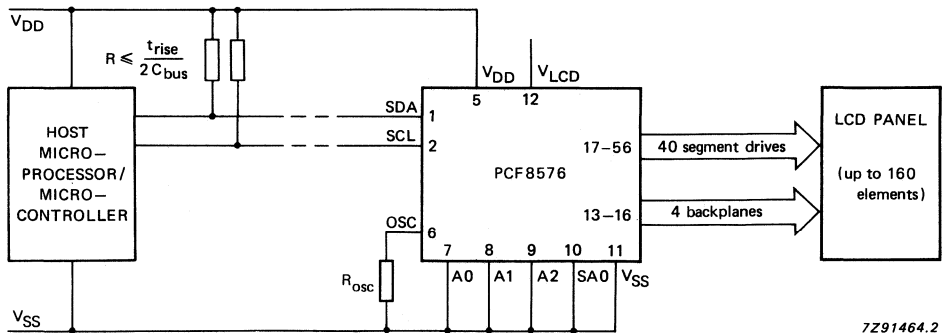 VDD
R ≤ trise
2 Cbus
VDD
VLCD
5
12
HOST
MICRO—
PROCESSOR/
MICRO—
CONTROLLER
SDA
1
SCL
2
PCF8576
17–56
40 segment drives
13–16
4 backplanes
LCD PANEL
(up to 160
elements)
OSC
6
7
8
9
10
11
Rosc
A0
A1
A2
SA0
VSS
VSS
7Z91464.2